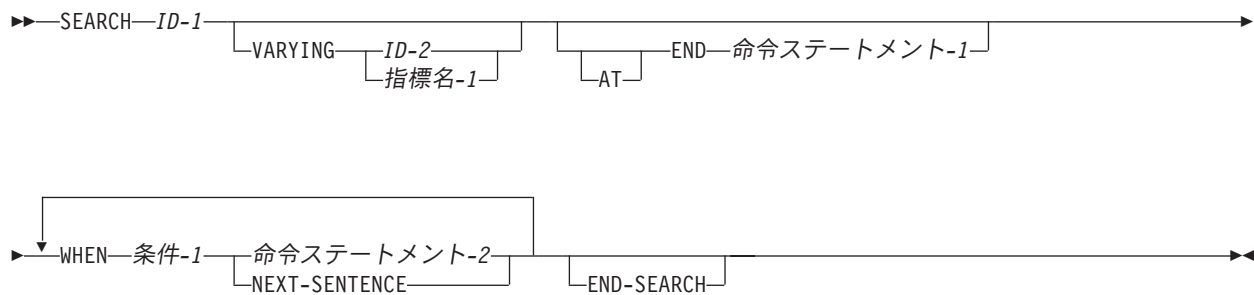 SEARCH ID-1
VARYING ID-2
指標名-1
AT END 命令ステートメント-1
WHEN 条件-1 命令ステートメント-2
NEXT-SENTENCE END-SEARCH